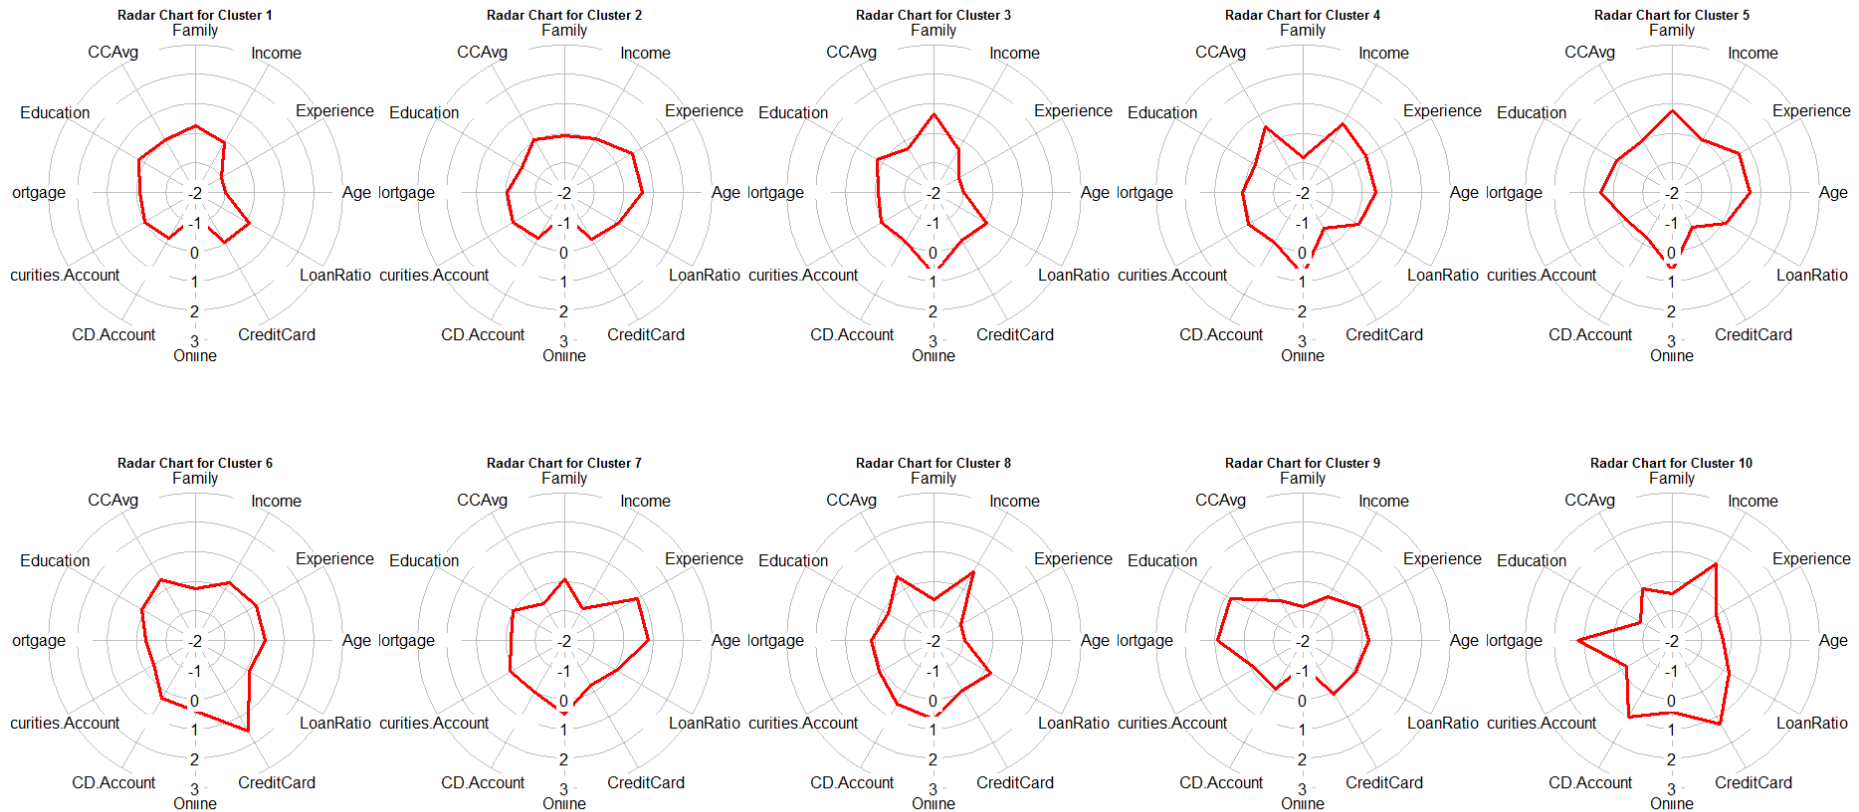 Radar Chart for Cluster 1
Family
CCAvg
Income
Education
Experience
ortgage
-2
Age
-1
curities.Account
0
LoanRatio
1
2
CD.Account
CreditCard
3
Online
Radar Chart for Cluster 2
Family
CCAvg
Income
Education
Experience
lortgage
-2
Age
-1
curities.Account
0
LoanRatio
1
2
CD.Account
CreditCard
3
Online
Radar Chart for Cluster 3
Family
CCAvg
Income
Education
Experience
lortgage
-2
Age
-1
curities.Account
0
LoanRatio
1
2
CD.Account
CreditCard
3
Online
Radar Chart for Cluster 4
Family
CCAvg
Income
Education
Experience
lortgage
-2
Age
-1
curities.Account
0
LoanRatio
1
2
CD.Account
CreditCard
3
Online
Radar Chart for Cluster 5
Family
CCAvg
Income
Education
Experience
lortgage
-2
Age
-1
curities.Account
0
LoanRatio
1
2
CD.Account
CreditCard
3
Online
Radar Chart for Cluster 6
Family
CCAvg
Income
Education
Experience
ortgage
-2
Age
-1
curities.Account
0
LoanRatio
1
2
CD.Account
CreditCard
3
Online
Radar Chart for Cluster 7
Family
CCAvg
Income
Education
Experience
lortgage
-2
Age
-1
curities.Account
0
LoanRatio
1
2
CD.Account
CreditCard
3
Online
Radar Chart for Cluster 8
Family
CCAvg
Income
Education
Experience
lortgage
-2
Age
-1
curities.Account
0
LoanRatio
1
2
CD.Account
CreditCard
3
Online
Radar Chart for Cluster 9
Family
CCAvg
Income
Education
Experience
lortgage
-2
Age
-1
curities.Account
0
LoanRatio
1
2
CD.Account
CreditCard
3
Online
Radar Chart for Cluster 10
Family
CCAvg
Income
Education
Experience
lortgage
-2
Age
-1
curities.Account
0
LoanRatio
1
2
CD.Account
CreditCard
3
Online